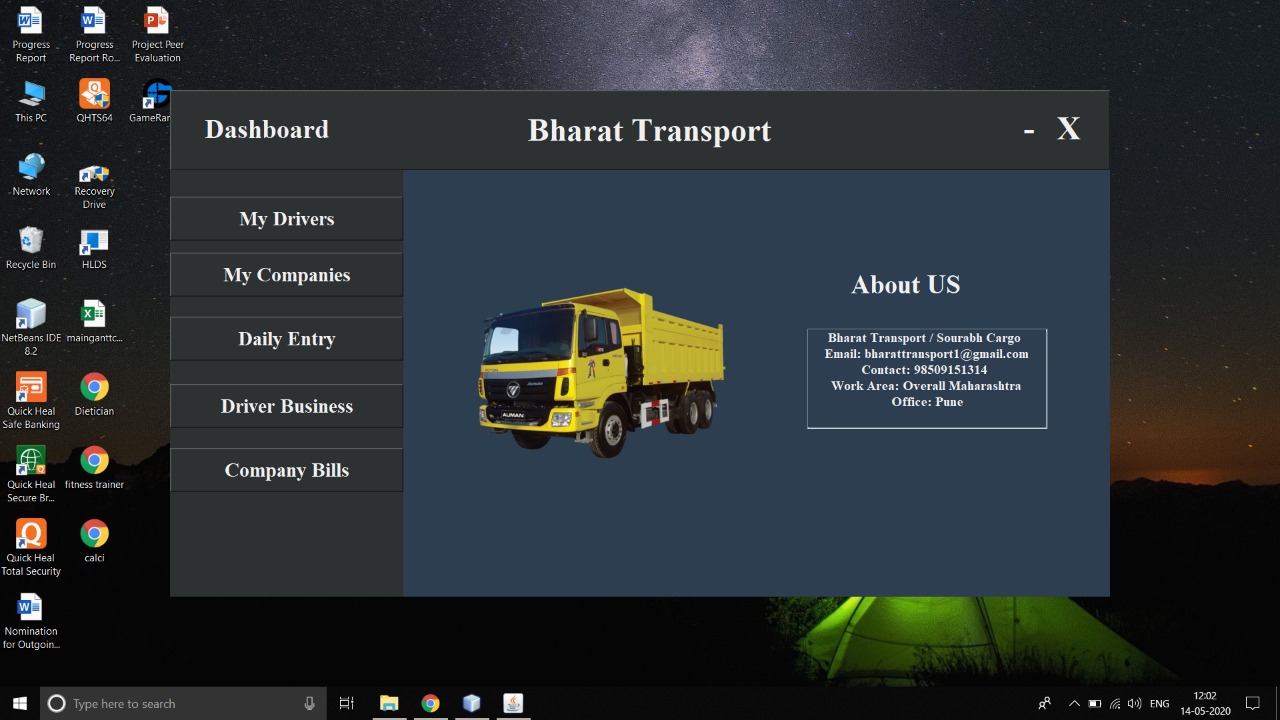 Progress
Report
Progress
Report Ro...
Project Peer
Evaluation
This PC
QHTS64
GameRan
Network
Recovery
Drive
Recycle Bin
HLDS
NetBeans IDE
8.2
mainganttc...
Quick Heal
Safe Banking
Dietician
Quick Heal
Secure Br...
fitness trainer
Quick Heal
Total Security
calci
Nomination
for Outgoin...
Dashboard
Bharat Transport
- X
My Drivers
My Companies
Daily Entry
Driver Business
Company Bills
AUMAN
About US
Bharat Transport / Sourabh Cargo
Email: bharattransport1@gmail.com
Contact: 98509151314
Work Area: Overall Maharashtra
Office: Pune
Type here to search
ENG
12:02
14-05-2020